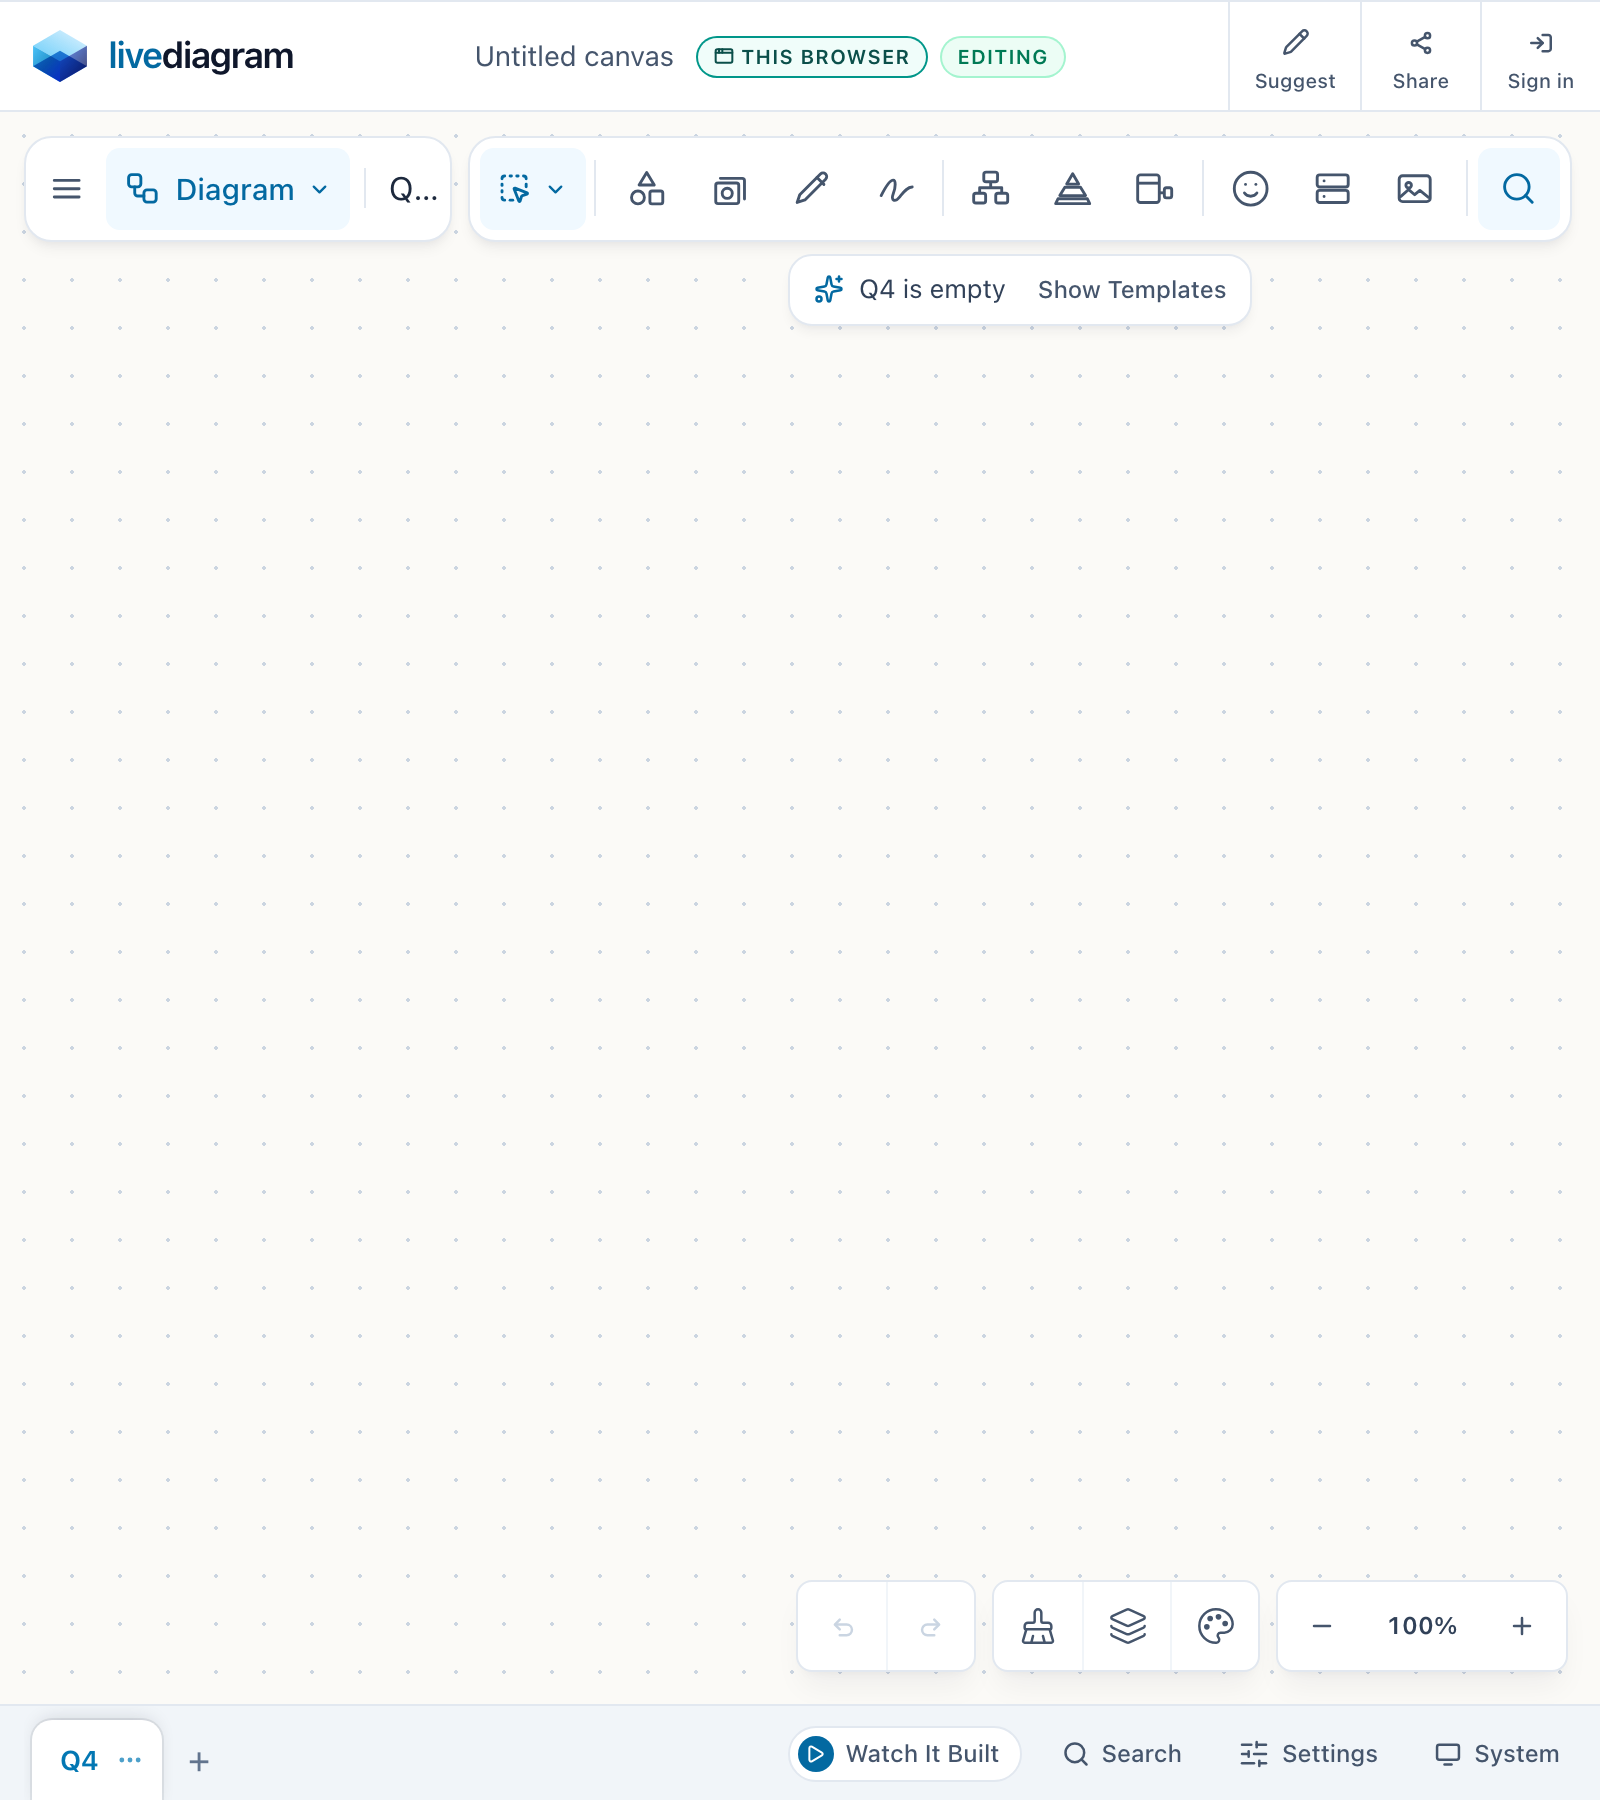 livediagram
Untitled canvas
THIS BROWSER
EDITING
Suggest
Share
Sign in
Diagram
Q...
Q4 is empty
Show Templates
100%
Q4
Watch It Built
Search
Settings
System